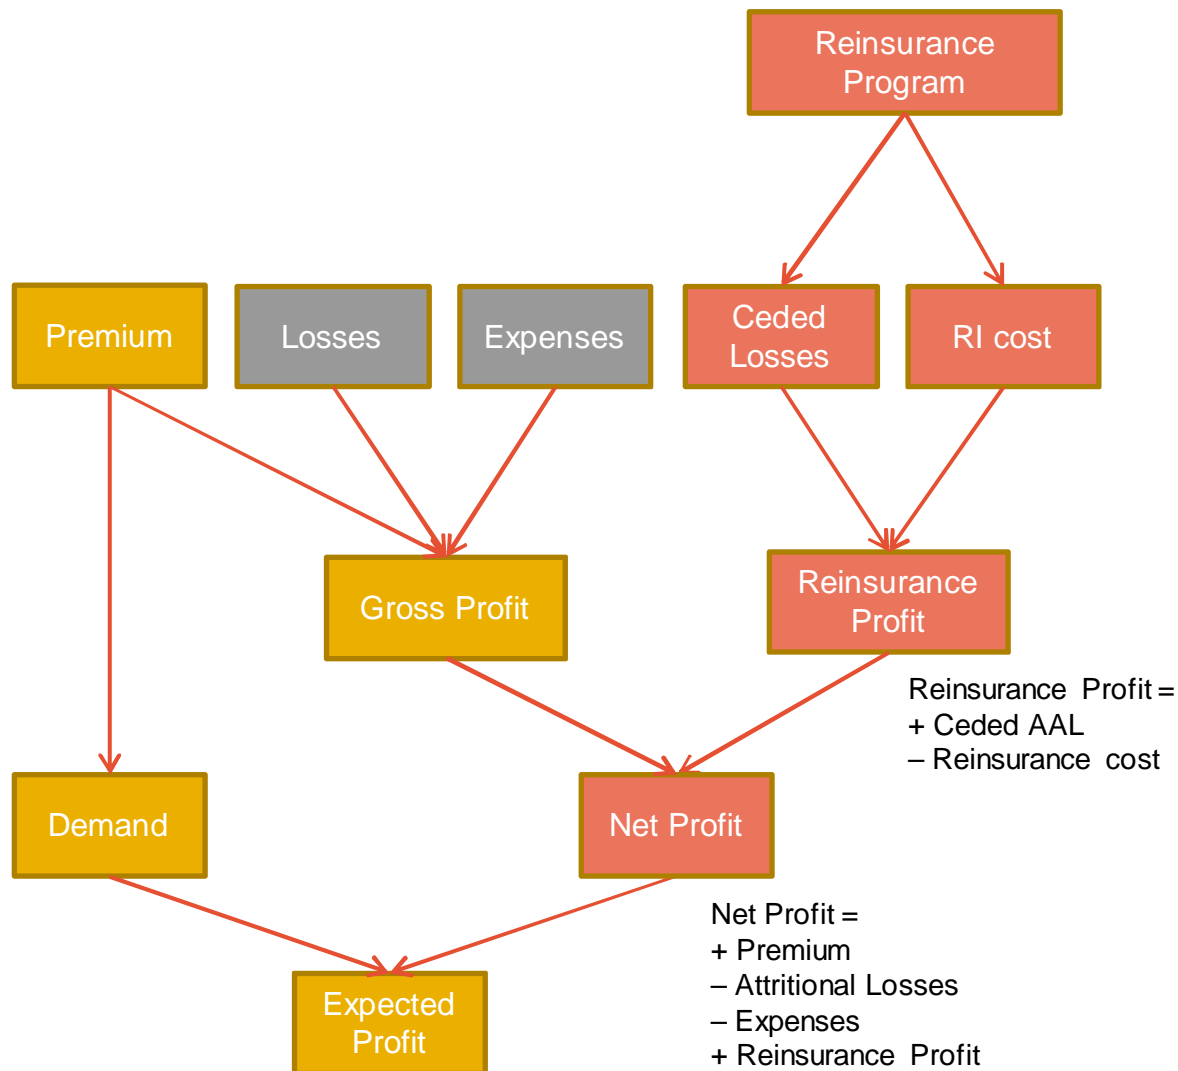 Reinsurance
Program
Premium
Losses
Expenses
Ceded
Losses
RI cost
Gross Profit
Reinsurance
Profit
Reinsurance Profit =
+ Ceded AAL
– Reinsurance cost
Demand
Net Profit
Net Profit =
+ Premium
– Attritional Losses
– Expenses
+ Reinsurance Profit
Expected
Profit